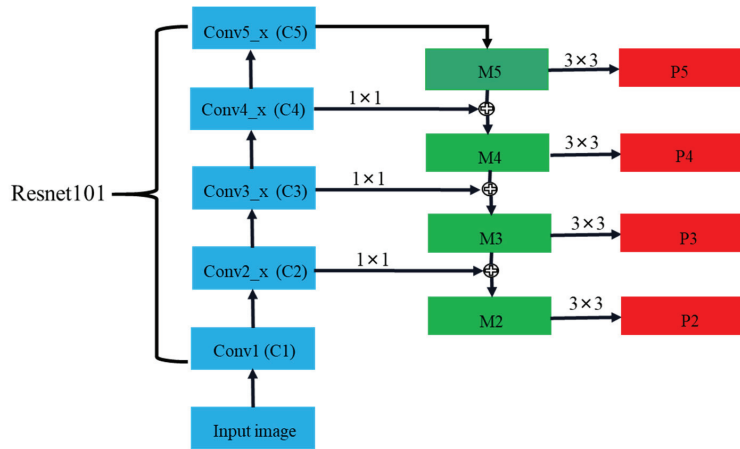 Conv5_x (C5)
3×3
M5
P5
1×1
Conv4_x (C4)
3×3
M4
P4
1×1
Resnet101
Conv3_x (C3)
3×3
M3
P3
1×1
Conv2_x (C2)
3×3
M2
P2
Conv1 (C1)
Input image